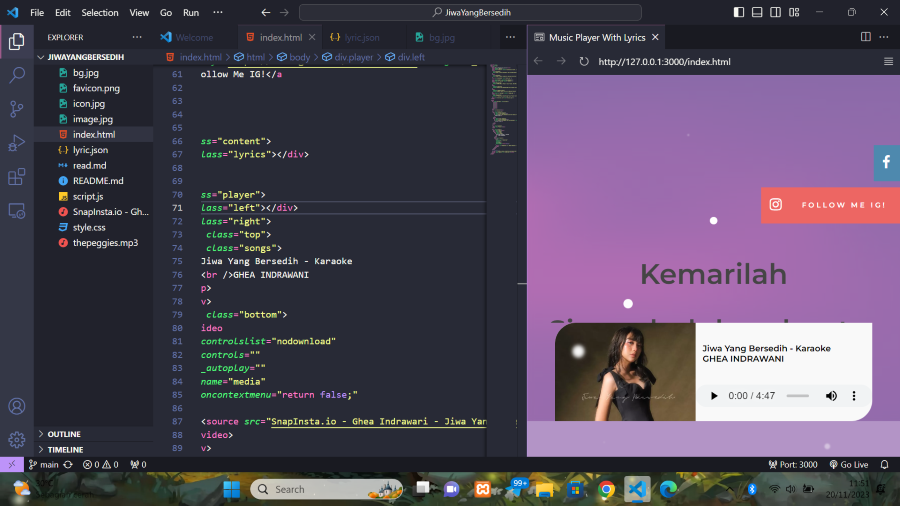 File Edit Selection View Go Run ···
JiwaYangBersedih
EXPLORER ···
JIWAYANGBERSEDIH
bg.jpg
favicon.png
icon.jpg
image.jpg
index.html
lyric.json
read.md
README.md
script.js
SnapInsta.io - Gh...
style.css
thepeggies.mp3
OUTLINE
TIMELINE
Welcome index.html lyric.json bg.jpg ···
index.html > html > body > div.player > div.left
61 ollow Me IG!</a
62
63
64
65
66 ss="content">
67 lass="lyrics"></div>
68
69
70 ss="player">
71 lass="left"></div>
72 lass="right">
73 class="top">
74 class="songs">
75 Jiwa Yang Bersedih - Karaoke
76 <br />GHEA INDRAWANI
77 p>
78 v>
79 class="bottom">
80 ideo
81 controlslist="nodownload"
82 controls=""
83 _autoplay=""
84 name="media"
85 oncontextmenu="return false;"
86
87 <source src="SnapInsta.io - Ghea Indrawari - Jiwa Yan
88 video>
89 v>
Music Player With Lyrics
http://127.0.0.1:3000/index.html
FOLLOW ME IG!
Kemarilah
Jiwa Yang Bersedih - Karaoke
GHEA INDRAWANI
0:00 / 4:47
main 0 0 0
Port: 3000 Go Live
Search
99+
11:51
20/11/2023